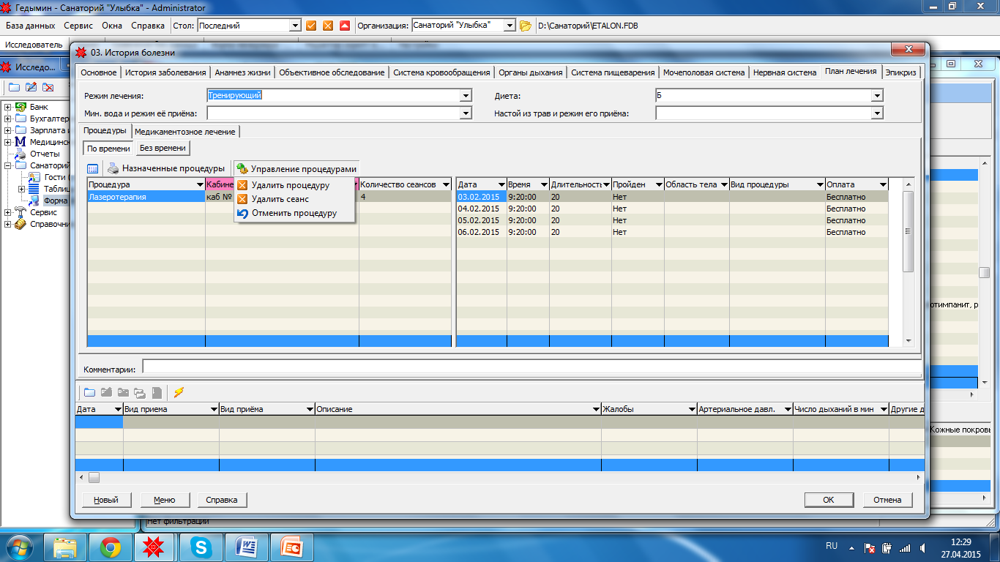 Гедымин - Санаторий "Улыбка" - Administrator
База данных Сервис Окна Справка Стол: Последний Организация: Санаторий "Улыбка" D:\Санаторий\ETALON.FDB
Исследователь
Исследо...
03. История болезни
Основное История заболевания Анамнез жизни Объективное обследование Система кровообращения Органы дыхания Система пищеварения Мочеполовая система Нервная система План лечения Эпикриз
Режим лечения: Тренирующий Диета: Б
Мин. вода и режим её приёма: Настой из трав и режим его приёма:
Процедуры Медикаментозное лечение
По времени Без времени
Назначенные процедуры Управление процедурами
Процедура Кабине Количество сеансов Дата Время Длительность Пройден Область тела Вид процедуры Оплата
Лазеротерапия каб № 4 03.02.2015 9:20:00 20 Нет Бесплатно
04.02.2015 9:20:00 20 Нет Бесплатно
05.02.2015 9:20:00 20 Нет Бесплатно
06.02.2015 9:20:00 20 Нет Бесплатно
Удалить процедуру
Удалить сеанс
Отменить процедуру
Банк
Бухгалтер
Зарплата и
Медицинск
Отчеты
Санаторий
Гости (
Таблиц
Форма
Сервис
Справочник
отимпанит, р
Комментарии:
Дата Вид приема Вид приёма Описание Жалобы Артериальное давл. Число дыханий в мин Другие д
Кожные покровы
Новый Меню Справка ОК Отмена
Нет фильтрации
RU 12:29
27.04.2015